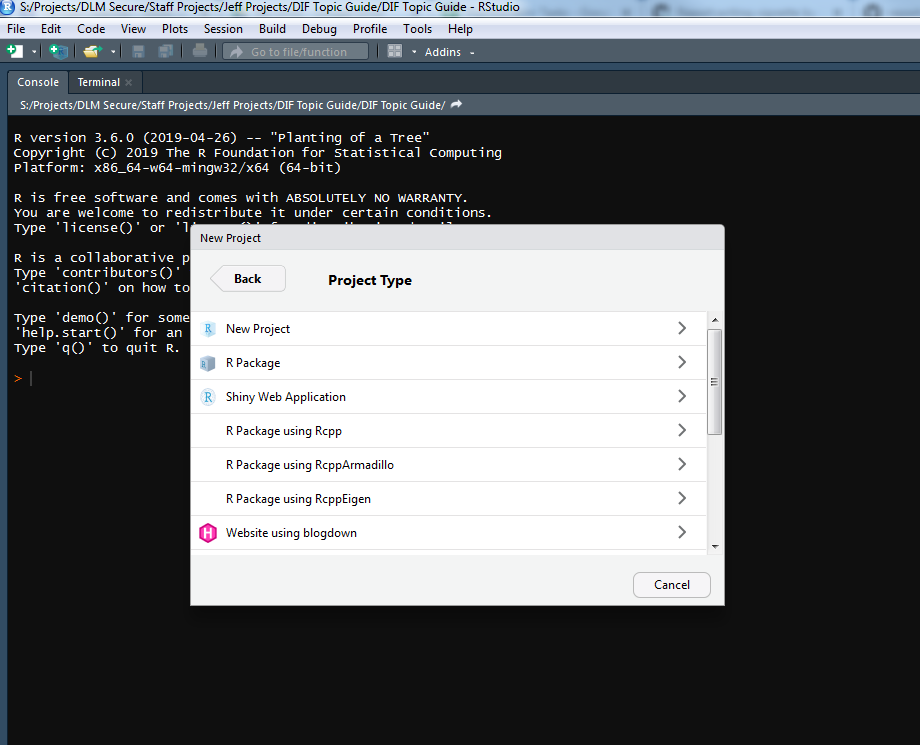 S:/Projects/DLM Secure/Staff Projects/Jeff Projects/DIF Topic Guide/DIF Topic Guide - RStudio
File Edit Code View Plots Session Build Debug Profile Tools Help
Go to file/function Addins
Console Terminal
S:/Projects/DLM Secure/Staff Projects/Jeff Projects/DIF Topic Guide/DIF Topic Guide/
R version 3.6.0 (2019-04-26) -- "Planting of a Tree"
Copyright (C) 2019 The R Foundation for Statistical Computing
Platform: x86_64-w64-mingw32/x64 (64-bit)
R is free software and comes with ABSOLUTELY NO WARRANTY.
You are welcome to redistribute it under certain conditions.
Type 'license()' or
R is a collaborative p
Type 'contributors()'
'citation()' on how to
Type 'demo()' for some
'help.start()' for an
Type 'q()' to quit R.
>
New Project
Back
Project Type
R New Project
R R Package
R Shiny Web Application
R Package using Rcpp
R Package using RcppArmadillo
R Package using RcppEigen
H Website using blogdown
Cancel